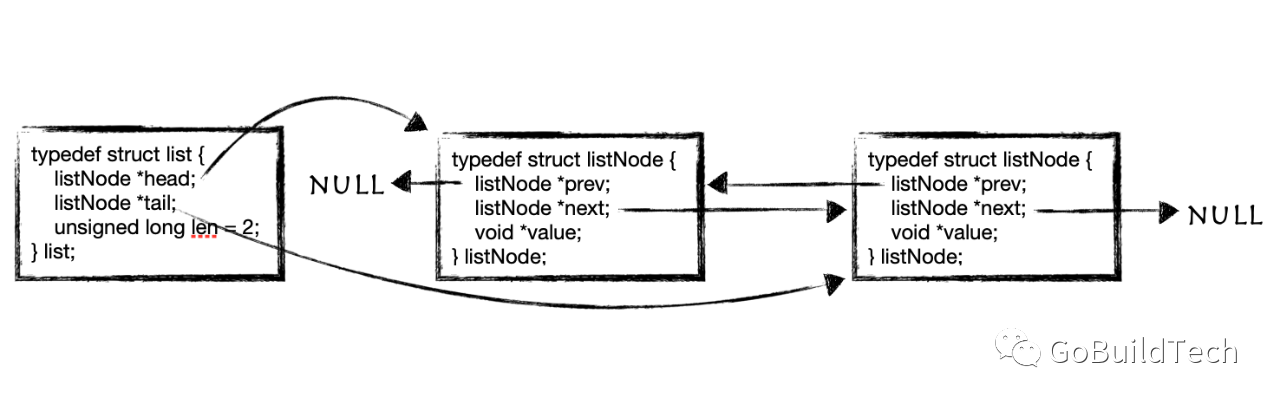 typedef struct list {
listNode *head;
listNode *tail;
unsigned long len = 2;
} list;
NULL
typedef struct listNode {
listNode *prev;
listNode *next;
void *value;
} listNode;
typedef struct listNode {
listNode *prev;
listNode *next;
void *value;
} listNode;
NULL
GoBuildTech